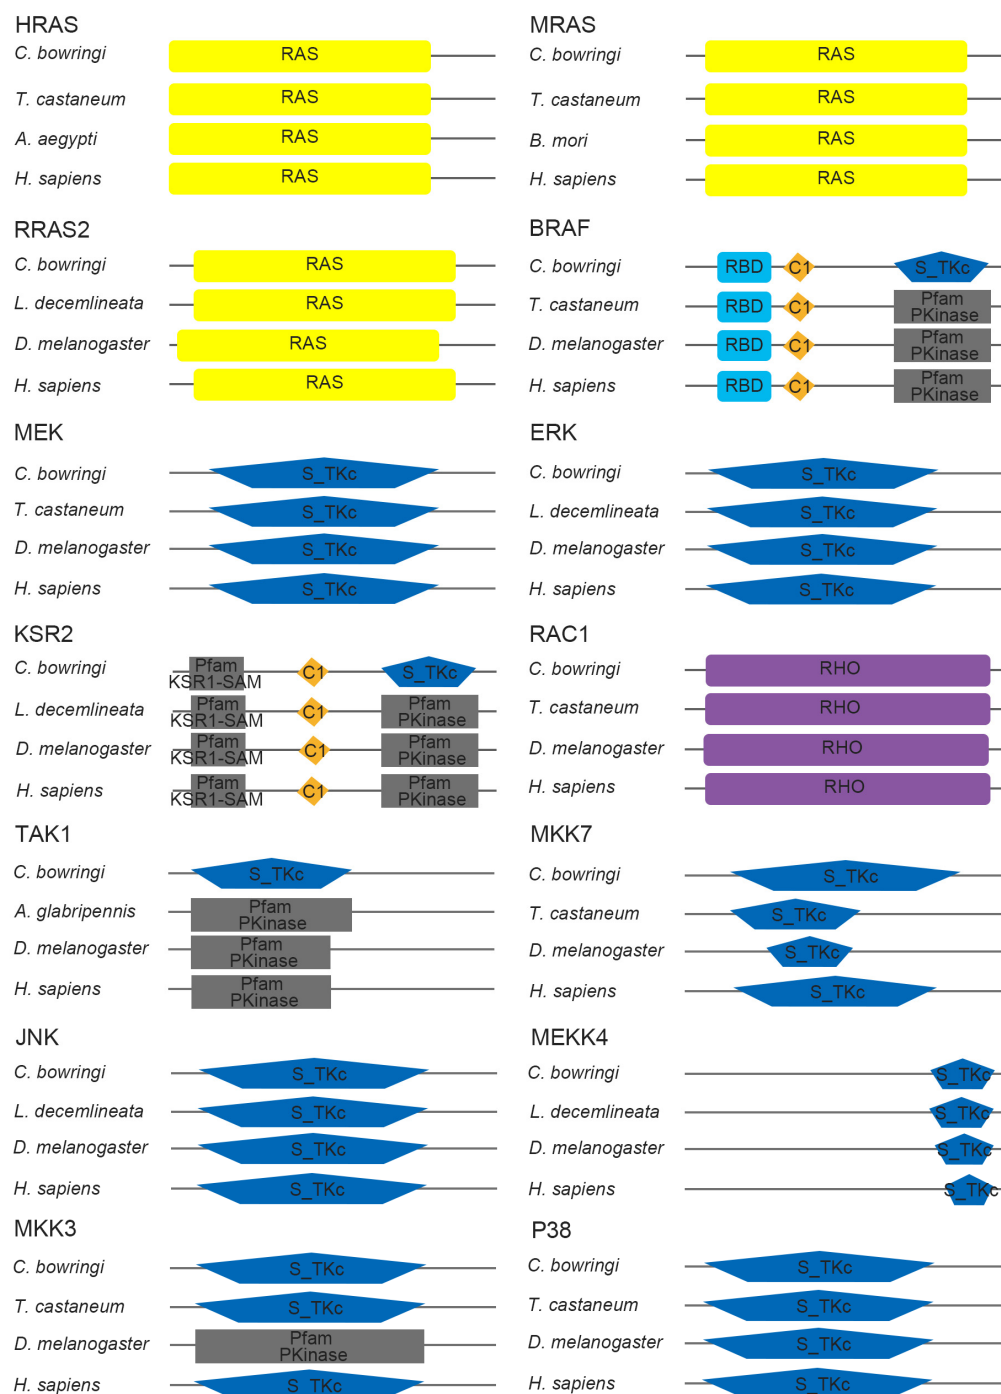 HRAS
C. bowringi RAS
T. castaneum RAS
A. aegypti RAS
H. sapiens RAS
MRAS
C. bowringi RAS
T. castaneum RAS
B. mori RAS
H. sapiens RAS
RRAS2
C. bowringi RAS
L. decemlineata RAS
D. melanogaster RAS
H. sapiens RAS
BRAF
C. bowringi RBD C1 S_TKc
T. castaneum RBD C1 Pfam PKinase
D. melanogaster RBD C1 Pfam PKinase
H. sapiens RBD C1 Pfam PKinase
MEK
C. bowringi S_TKc
T. castaneum S_TKc
D. melanogaster S_TKc
H. sapiens S_TKc
ERK
C. bowringi S_TKc
L. decemlineata S_TKc
D. melanogaster S_TKc
H. sapiens S_TKc
KSR2
C. bowringi Pfam KSR1-SAM C1 S_TKc
L. decemlineata Pfam KSR1-SAM C1 Pfam PKinase
D. melanogaster Pfam KSR1-SAM C1 Pfam PKinase
H. sapiens Pfam KSR1-SAM C1 Pfam PKinase
RAC1
C. bowringi RHO
T. castaneum RHO
D. melanogaster RHO
H. sapiens RHO
TAK1
C. bowringi S_TKc
A. glabripennis Pfam PKinase
D. melanogaster Pfam PKinase
H. sapiens Pfam PKinase
MKK7
C. bowringi S_TKc
T. castaneum S_TKc
D. melanogaster S_TKc
H. sapiens S_TKc
JNK
C. bowringi S_TKc
L. decemlineata S_TKc
D. melanogaster S_TKc
H. sapiens S_TKc
MEKK4
C. bowringi S_TKc
L. decemlineata S_TKc
D. melanogaster S_TKc
H. sapiens S_TKc
MKK3
C. bowringi S_TKc
T. castaneum S_TKc
D. melanogaster Pfam PKinase
H. sapiens S_TKc
P38
C. bowringi S_TKc
T. castaneum S_TKc
D. melanogaster S_TKc
H. sapiens S_TKc